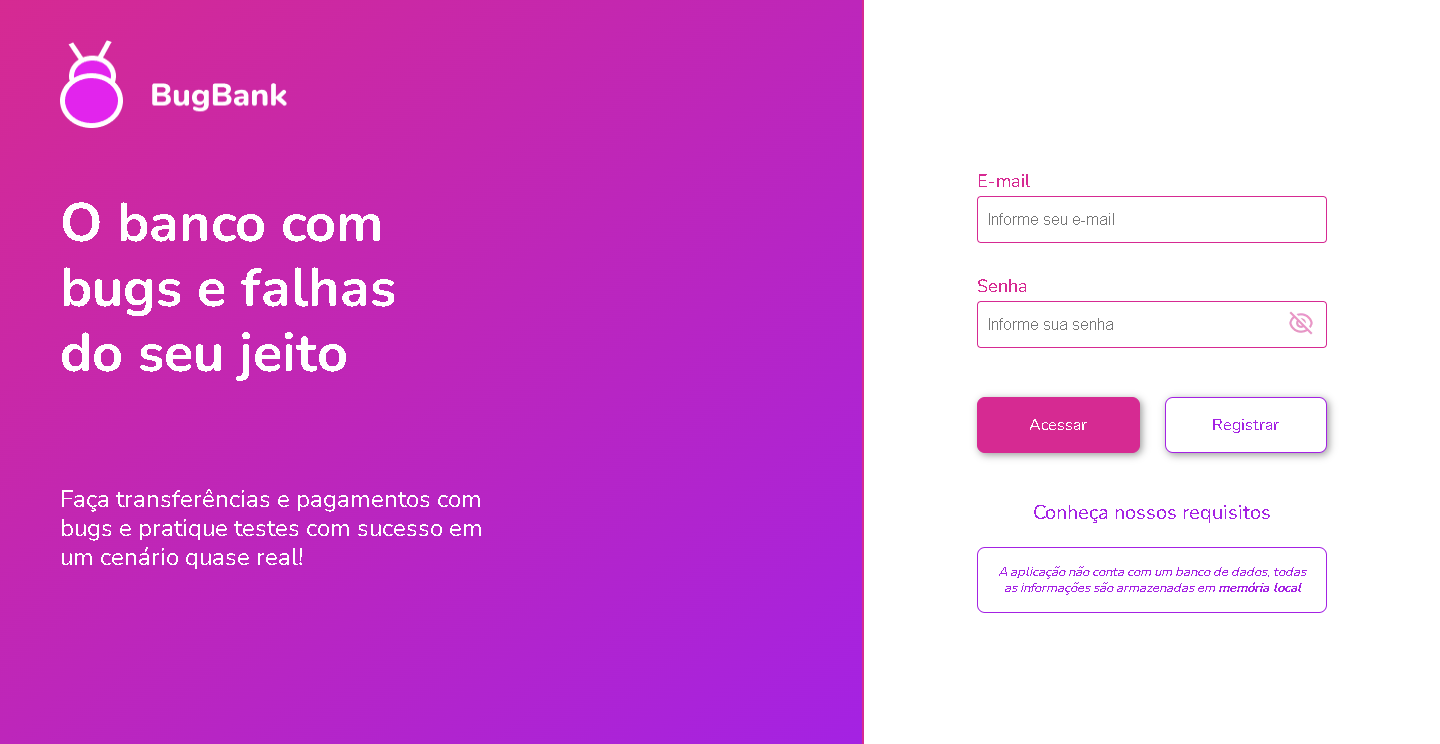 BugBank
O banco com
bugs e falhas
do seu jeito
Faça transferências e pagamentos com
bugs e pratique testes com sucesso em
um cenário quase real!
E-mail
Informe seu e-mail
Senha
Informe sua senha
Acessar
Registrar
Conheça nossos requisitos
A aplicação não conta com um banco de dados, todas
as informações são armazenadas em memória local